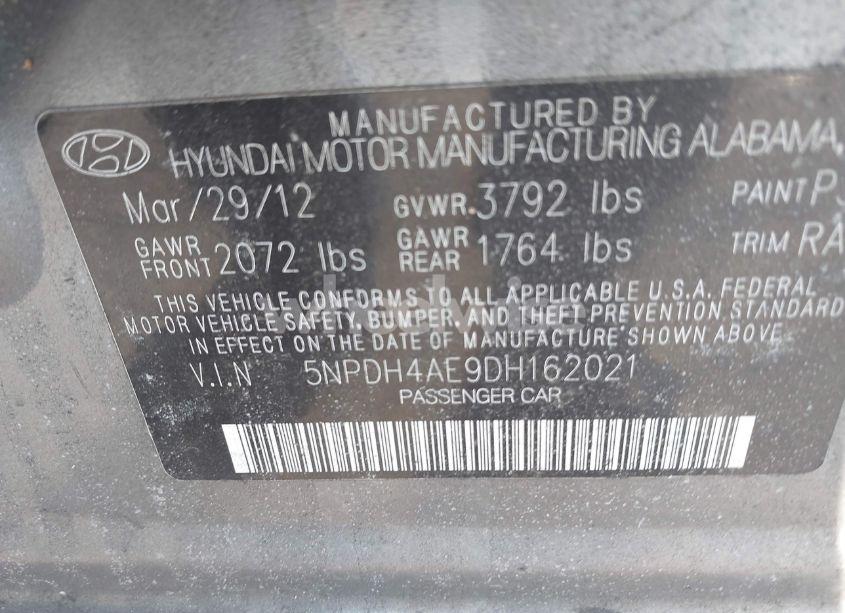 MANUFACTURED BY
HYUNDAI MOTOR MANUFACTURING ALABAMA,
Mar/29/12 GVWR 3792 lbs PAINT
GAWR FRONT 2072 lbs GAWR REAR 1764 lbs TRIM RA
THIS VEHICLE CONFORMS TO ALL APPLICABLE U.S.A. FEDERAL
MOTOR VEHICLE SAFETY, BUMPER, AND THEFT PREVENTION STANDARD
IN EFFECT ON THE DATE OF MANUFACTURE SHOWN ABOVE.
V.I.N 5NPDH4AE9DH162021
PASSENGER CAR